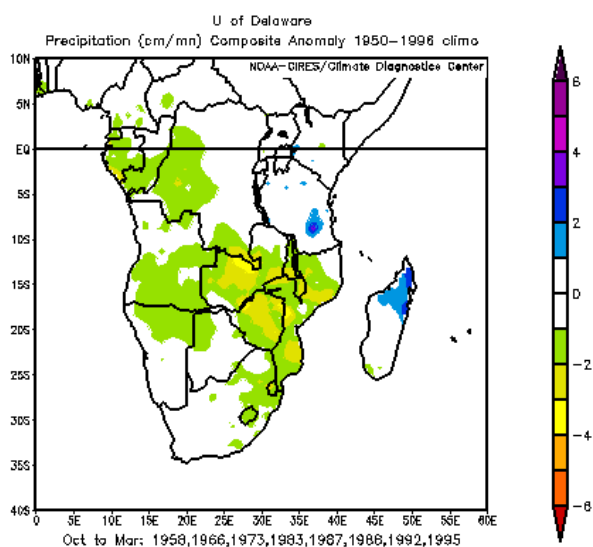 U of Delaware
Precipitation (cm/mn) Composite Anomaly 1950-1996 climo
NOAA-CIRES/Climate Diagnostics Center
10N
5N
EQ
5S
10S
15S
20S
25S
30S
35S
40S
0 5E 10E 15E 20E 25E 30E 35E 40E 45E 50E 55E 60E
Oct to Mar: 1958,1966,1973,1983,1987,1988,1992,1995
6
4
2
0
-2
-4
-6